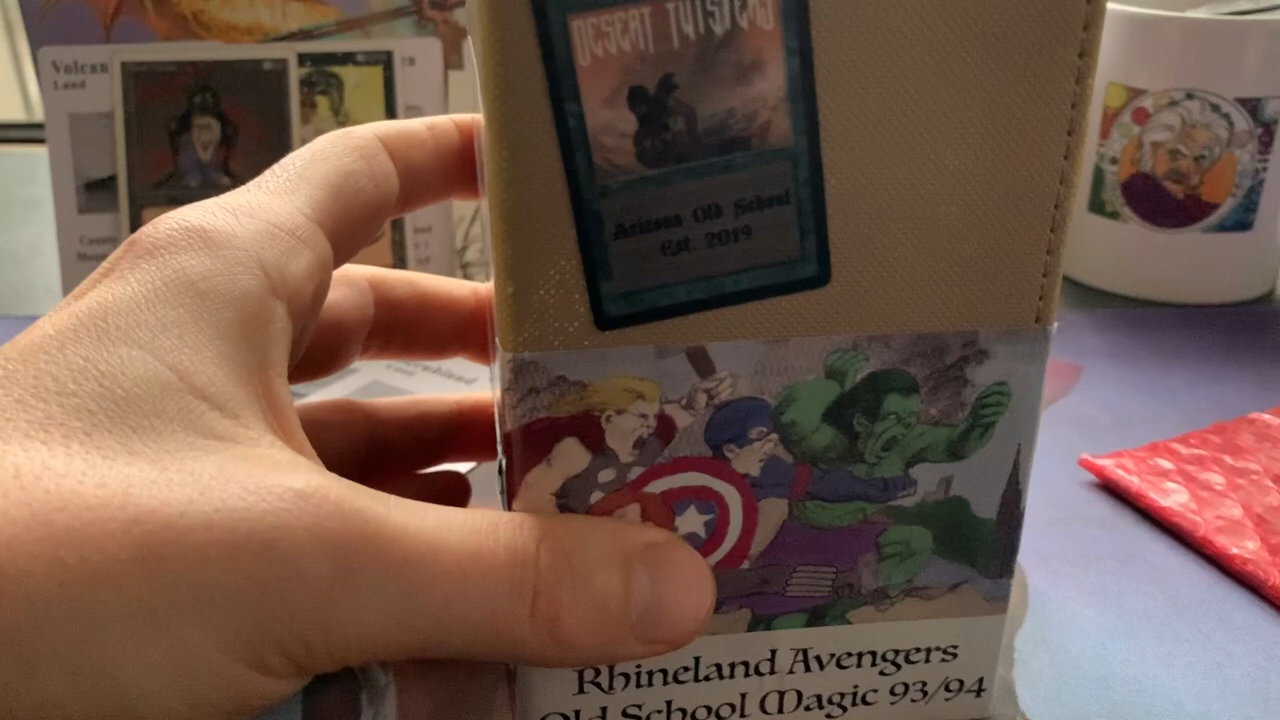 DESERT TWISTERS
Arizona Old School
Est. 2019
Volcan
Land
Rhineland Avengers
Old School Magic 93/94